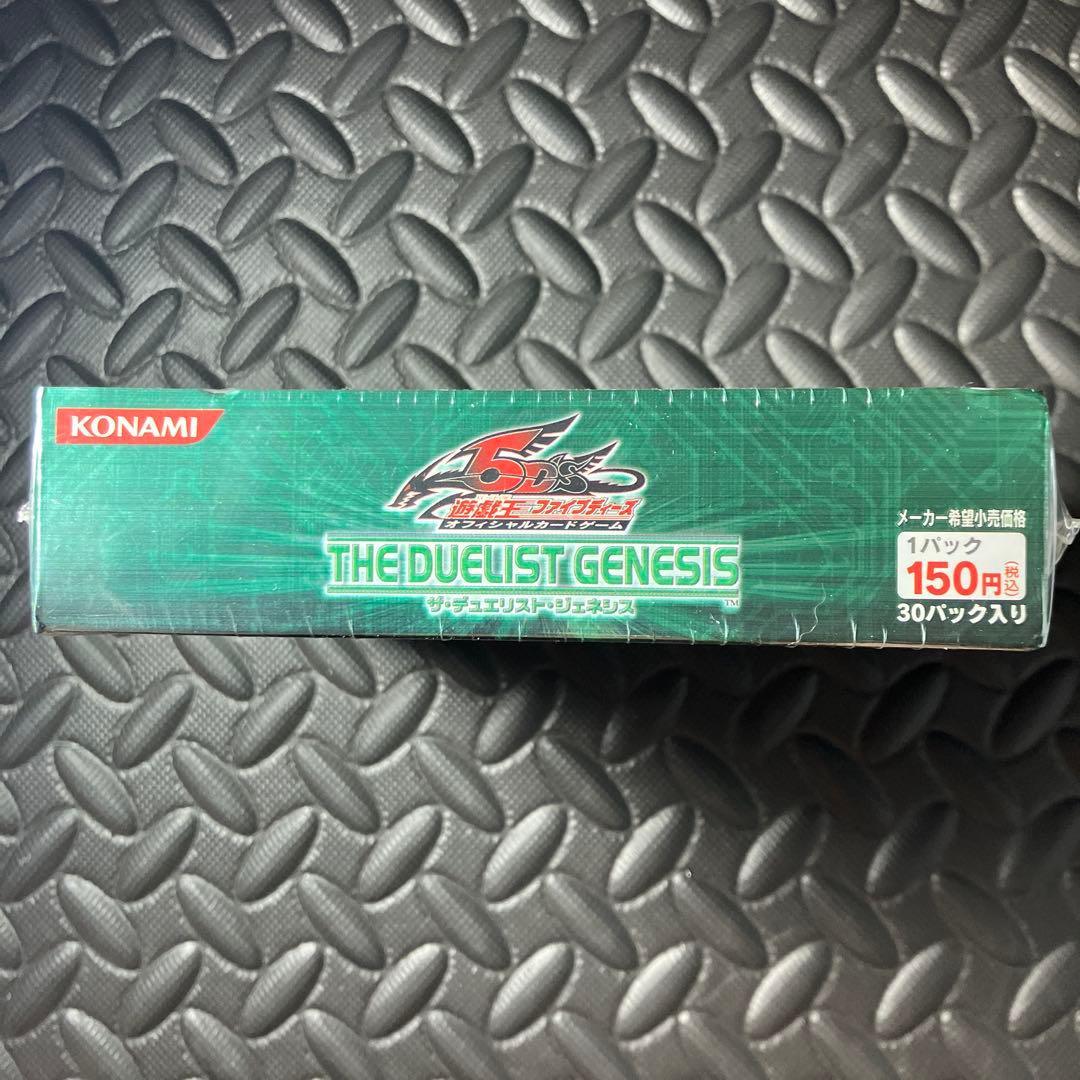 KONAMI
5D's
遊戯王ファイブディーズ
オフィシャルカードゲーム
THE DUELIST GENESIS
TM
ザ・デュエリスト・ジェネシス
メーカー希望小売価格
1パック
150円(税込)
30パック入り